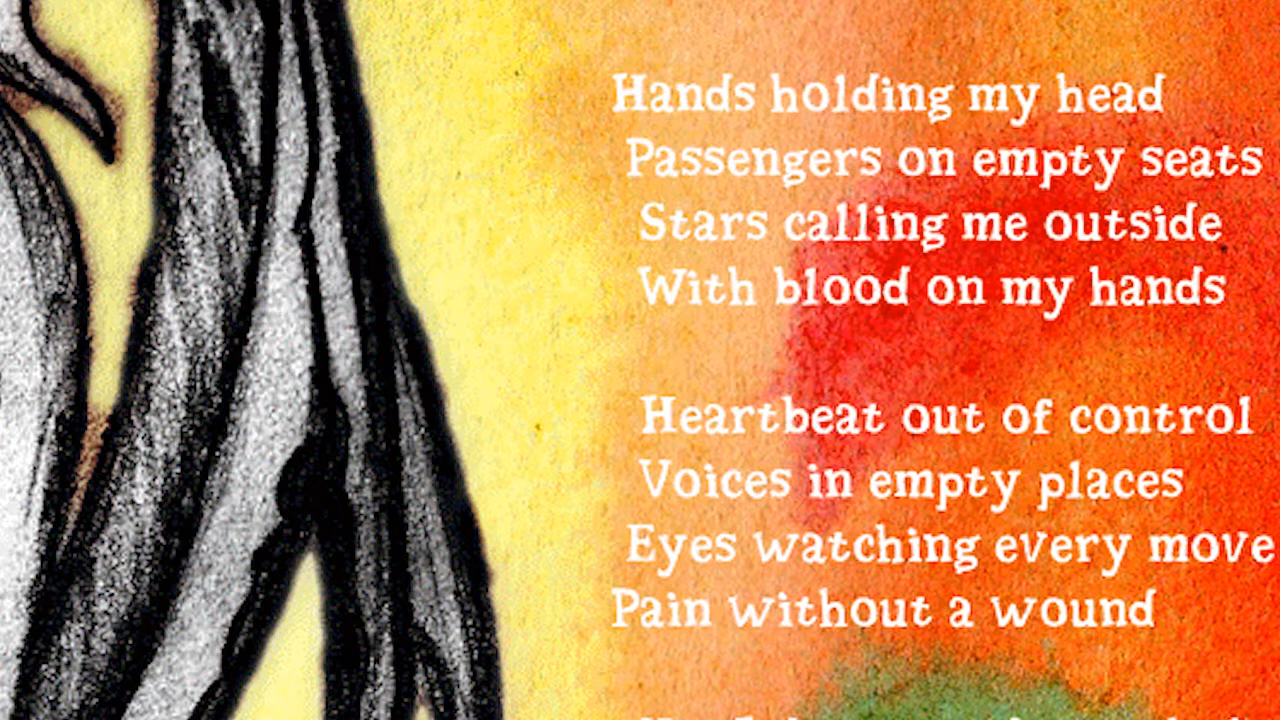 Hands holding my head
Passengers on empty seats
Stars calling me outside
With blood on my hands
Heartbeat out of control
Voices in empty places
Eyes watching every move
Pain without a wound